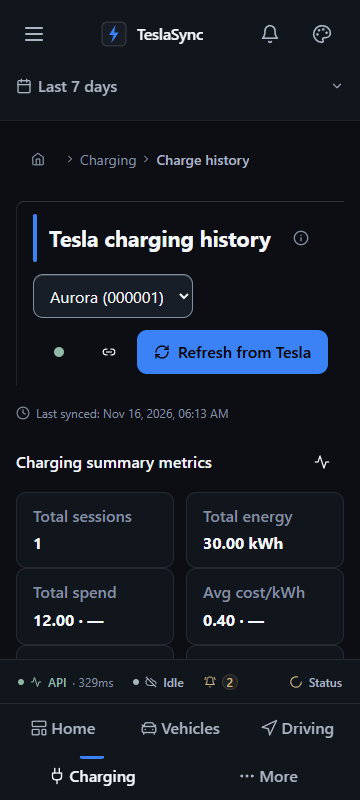 TeslaSync
Last 7 days
Charging
Charge history
Tesla charging history
Aurora (000001)
Refresh from Tesla
Last synced: Nov 16, 2026, 06:13 AM
Charging summary metrics
Total sessions
1
Total energy
30.00 kWh
Total spend
12.00 · —
Avg cost/kWh
0.40 · —
API · 329ms
Idle
2
Status
Home
Vehicles
Driving
Charging
More